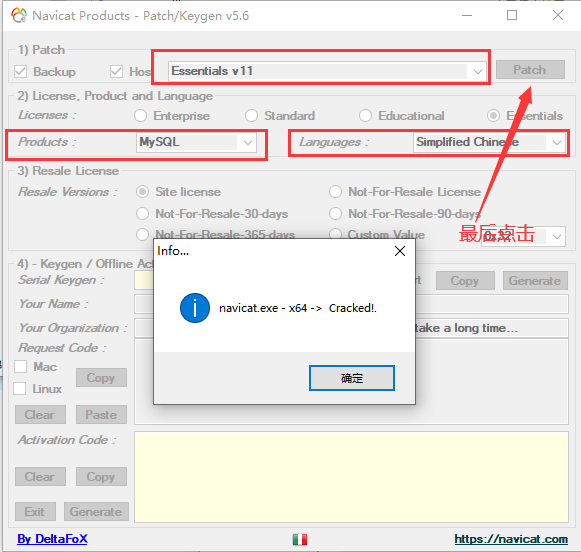 Navicat Products - Patch/Keygen v5.6
1) Patch
Backup Hos Essentials v11 Patch
2) License, Product and Language
Licenses : Enterprise Standard Educational Essentials
Products : MySQL Languages : Simplified Chinese
3) Resale License
Resale Versions : Site license Not-For-Resale License
Not-For-Resale-30-days Not-For-Resale-90-days
Not-For-Resale-365-days Custom Value 0x32
最后点击
Info...
navicat.exe - x64 -> Cracked!.
确定
4) - Keygen / Offline Act
Serial Keygen : rt Copy Generate
Your Name :
Your Organization : take a long time...
Request Code :
Mac
Linux
Copy
Clear Paste
Activation Code :
Clear Copy
Exit Generate
By DeltaFoX https://navicat.com